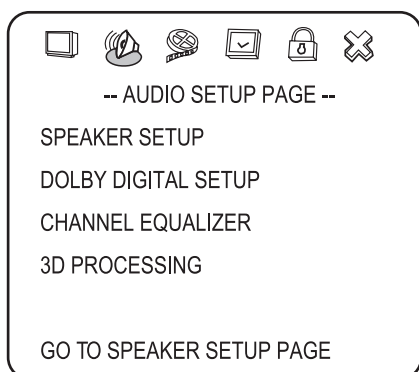 -- AUDIO SETUP PAGE --
SPEAKER SETUP
DOLBY DIGITAL SETUP
CHANNEL EQUALIZER
3D PROCESSING
GO TO SPEAKER SETUP PAGE